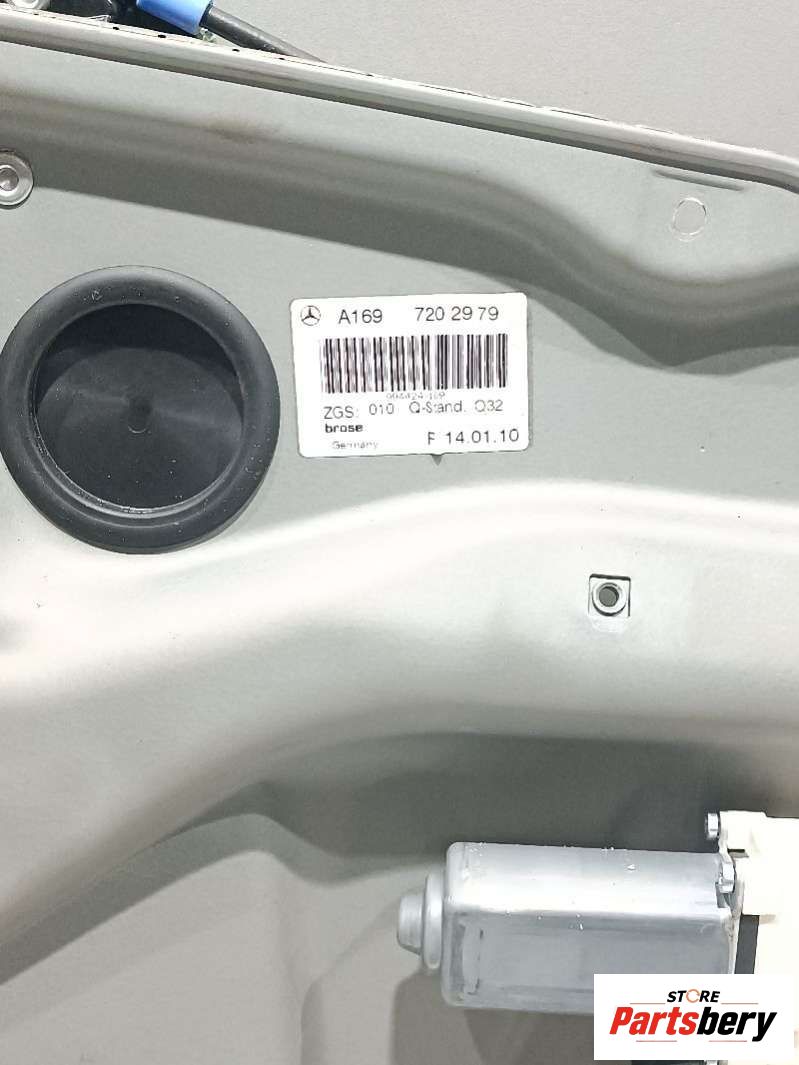 A169 720 29 79
ZGS: 010 Q-Stand. Q32
brose
Germany
F 14.01.10
STORE
Partsbery